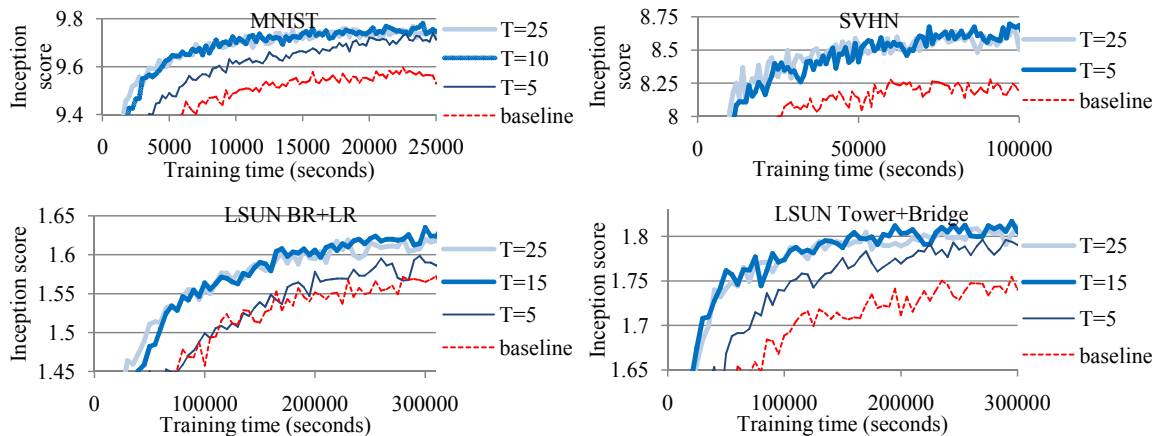 MNIST
Inception score
9.8
9.6
9.4
0 5000 10000 15000 20000 25000
Training time (seconds)
T=25
T=10
T=5
baseline
SVHN
Inception score
8.75
8.5
8.25
8
0 50000 100000
Training time (seconds)
T=25
T=5
baseline
LSUN BR+LR
Inception score
1.65
1.6
1.55
1.5
1.45
0 100000 200000 300000
Training time (seconds)
T=25
T=15
T=5
baseline
LSUN Tower+Bridge
Inception score
1.8
1.75
1.7
1.65
0 100000 200000 300000
Training time (seconds)
T=25
T=15
T=5
baseline